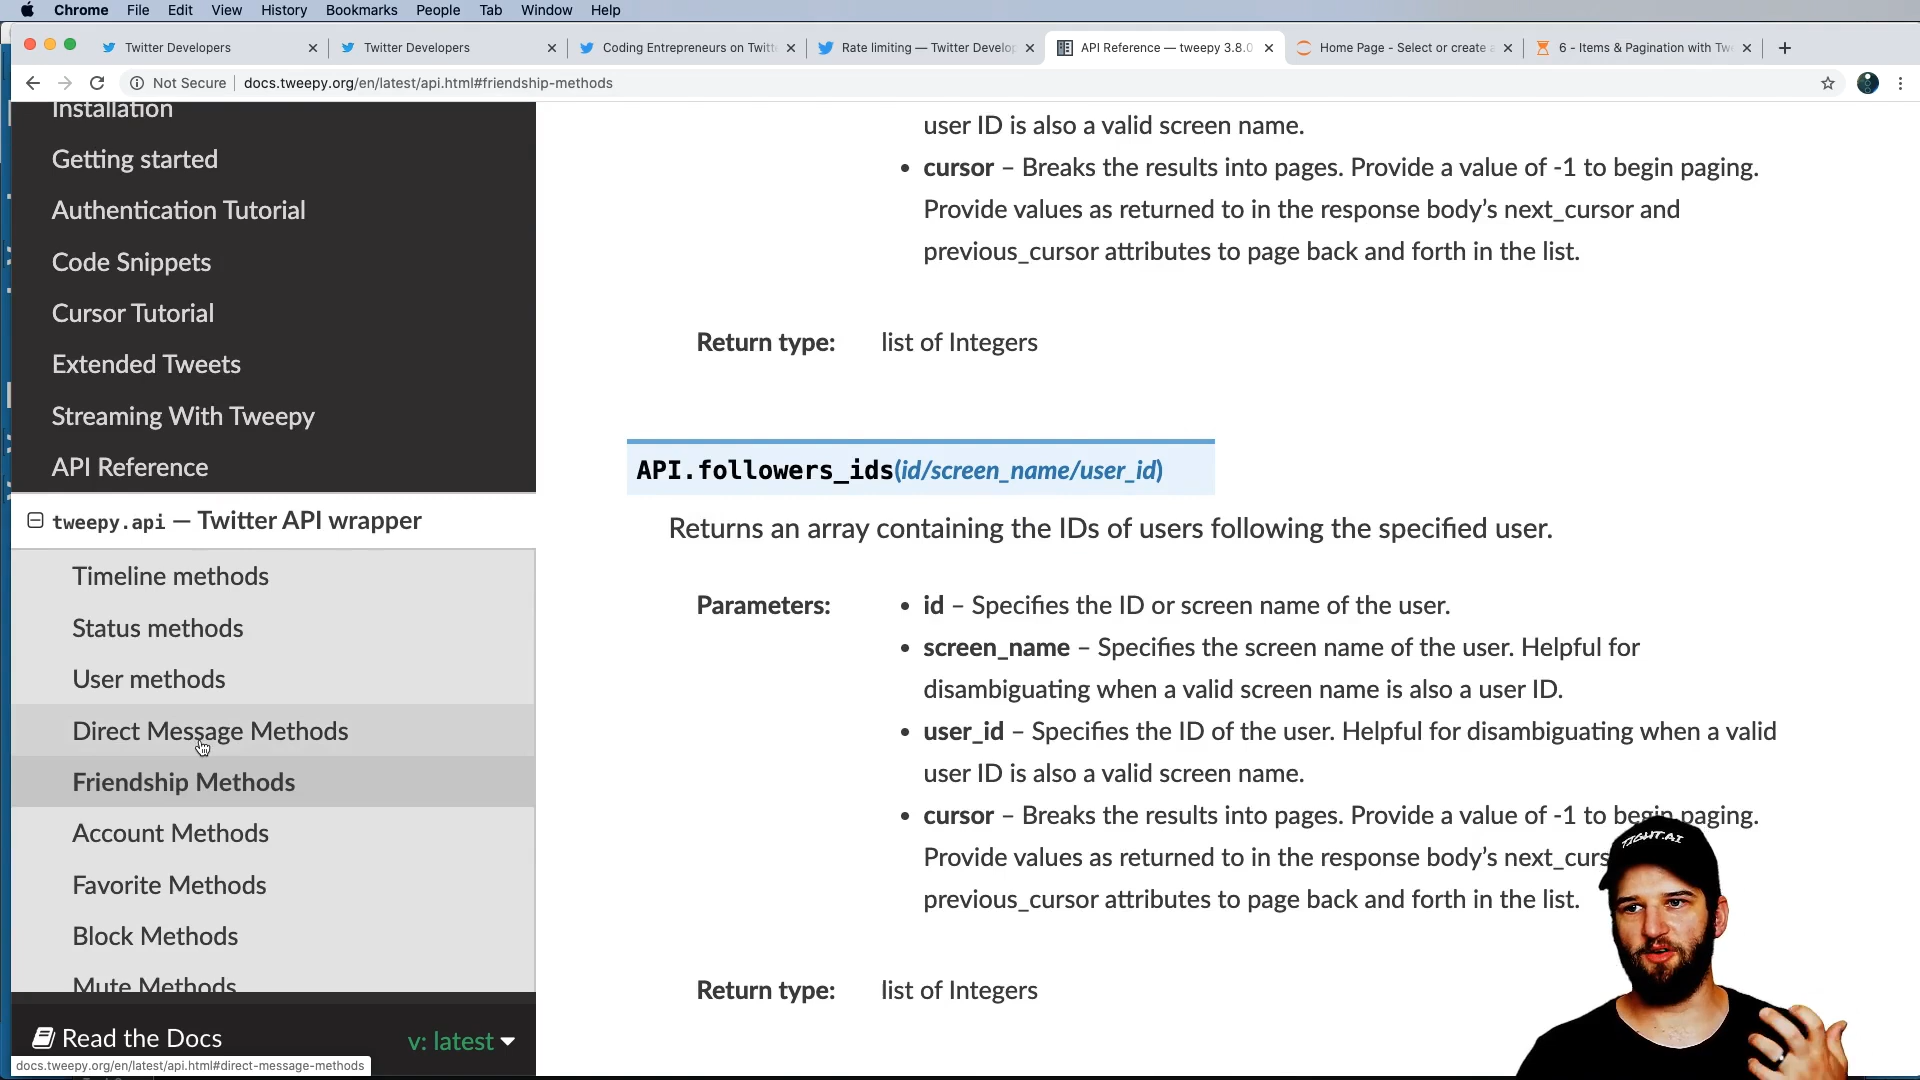 Chrome File Edit View History Bookmarks People Tab Window Help
Twitter Developers
Twitter Developers
Coding Entrepreneurs on Twitt
Rate limiting — Twitter Develop
API Reference — tweepy 3.8.0
Home Page - Select or create a
6 - Items & Pagination with Tw
Not Secure
docs.tweepy.org/en/latest/api.html#friendship-methods
Installation
Getting started
Authentication Tutorial
Code Snippets
Cursor Tutorial
Extended Tweets
Streaming With Tweepy
API Reference
tweepy.api — Twitter API wrapper
Timeline methods
Status methods
User methods
Direct Message Methods
Friendship Methods
Account Methods
Favorite Methods
Block Methods
Mute Methods
Read the Docs
v: latest
docs.tweepy.org/en/latest/api.html#direct-message-methods
user ID is also a valid screen name.
• cursor – Breaks the results into pages. Provide a value of -1 to begin paging.
Provide values as returned to in the response body’s next_cursor and
previous_cursor attributes to page back and forth in the list.
Return type: list of Integers
API.followers_ids(id/screen_name/user_id)
Returns an array containing the IDs of users following the specified user.
Parameters:
• id – Specifies the ID or screen name of the user.
• screen_name – Specifies the screen name of the user. Helpful for
disambiguating when a valid screen name is also a user ID.
• user_id – Specifies the ID of the user. Helpful for disambiguating when a valid
user ID is also a valid screen name.
• cursor – Breaks the results into pages. Provide a value of -1 to begin paging.
Provide values as returned to in the response body’s next_curs
previous_cursor attributes to page back and forth in the list.
Return type: list of Integers
TIGHT.AI